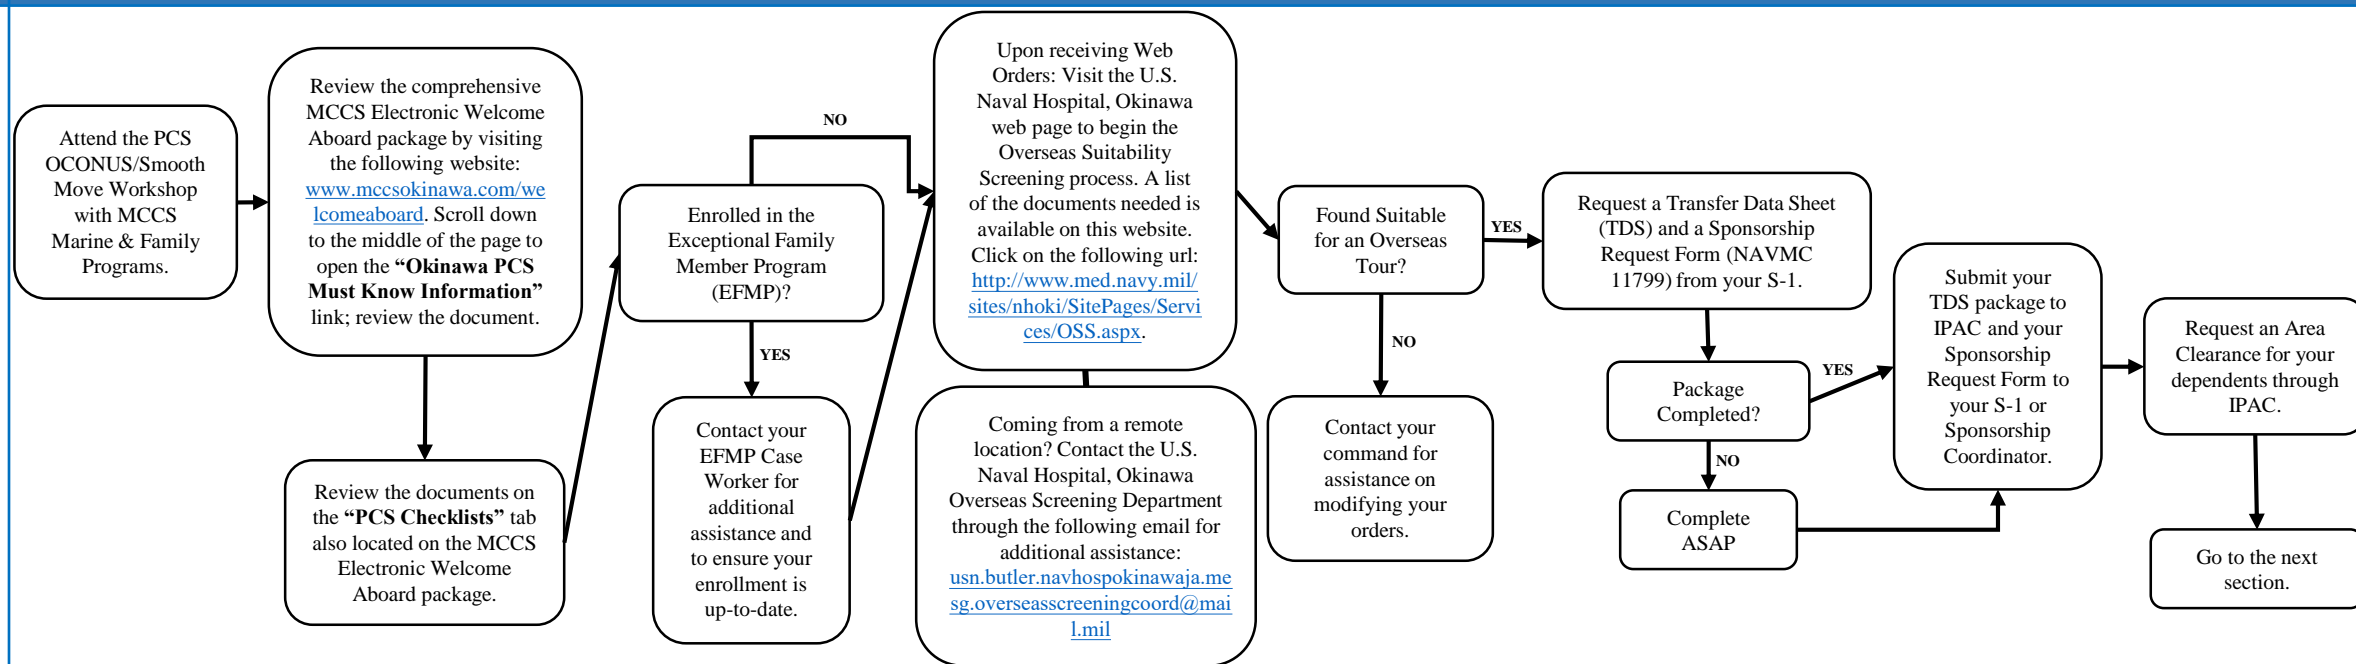 Attend the PCS
OCONUS/Smooth
Move Workshop
with MCCS
Marine & Family
Programs.
Review the comprehensive
MCCS Electronic Welcome
Aboard package by visiting
the following website:
www.mccsokinawa.com/we
lcomeaboard. Scroll down
to the middle of the page to
open the “Okinawa PCS
Must Know Information”
link; review the document.
Review the documents on
the “PCS Checklists” tab
also located on the MCCS
Electronic Welcome
Aboard package.
Enrolled in the
Exceptional Family
Member Program
(EFMP)?
NO
YES
Contact your
EFMP Case
Worker for
additional
assistance and
to ensure your
enrollment is
up-to-date.
Upon receiving Web
Orders: Visit the U.S.
Naval Hospital, Okinawa
web page to begin the
Overseas Suitability
Screening process. A list
of the documents needed is
available on this website.
Click on the following url:
http://www.med.navy.mil/
sites/nhoki/SitePages/Servi
ces/OSS.aspx.
Coming from a remote
location? Contact the U.S.
Naval Hospital, Okinawa
Overseas Screening Department
through the following email for
additional assistance:
usn.butler.navhospokinawaja.me
sg.overseasscreeningcoord@mai
l.mil
Found Suitable
for an Overseas
Tour?
YES
NO
Contact your
command for
assistance on
modifying your
orders.
Request a Transfer Data Sheet
(TDS) and a Sponsorship
Request Form (NAVMC
11799) from your S-1.
Package
Completed?
YES
NO
Complete
ASAP
Submit your
TDS package to
IPAC and your
Sponsorship
Request Form to
your S-1 or
Sponsorship
Coordinator.
Request an Area
Clearance for your
dependents through
IPAC.
Go to the next
section.